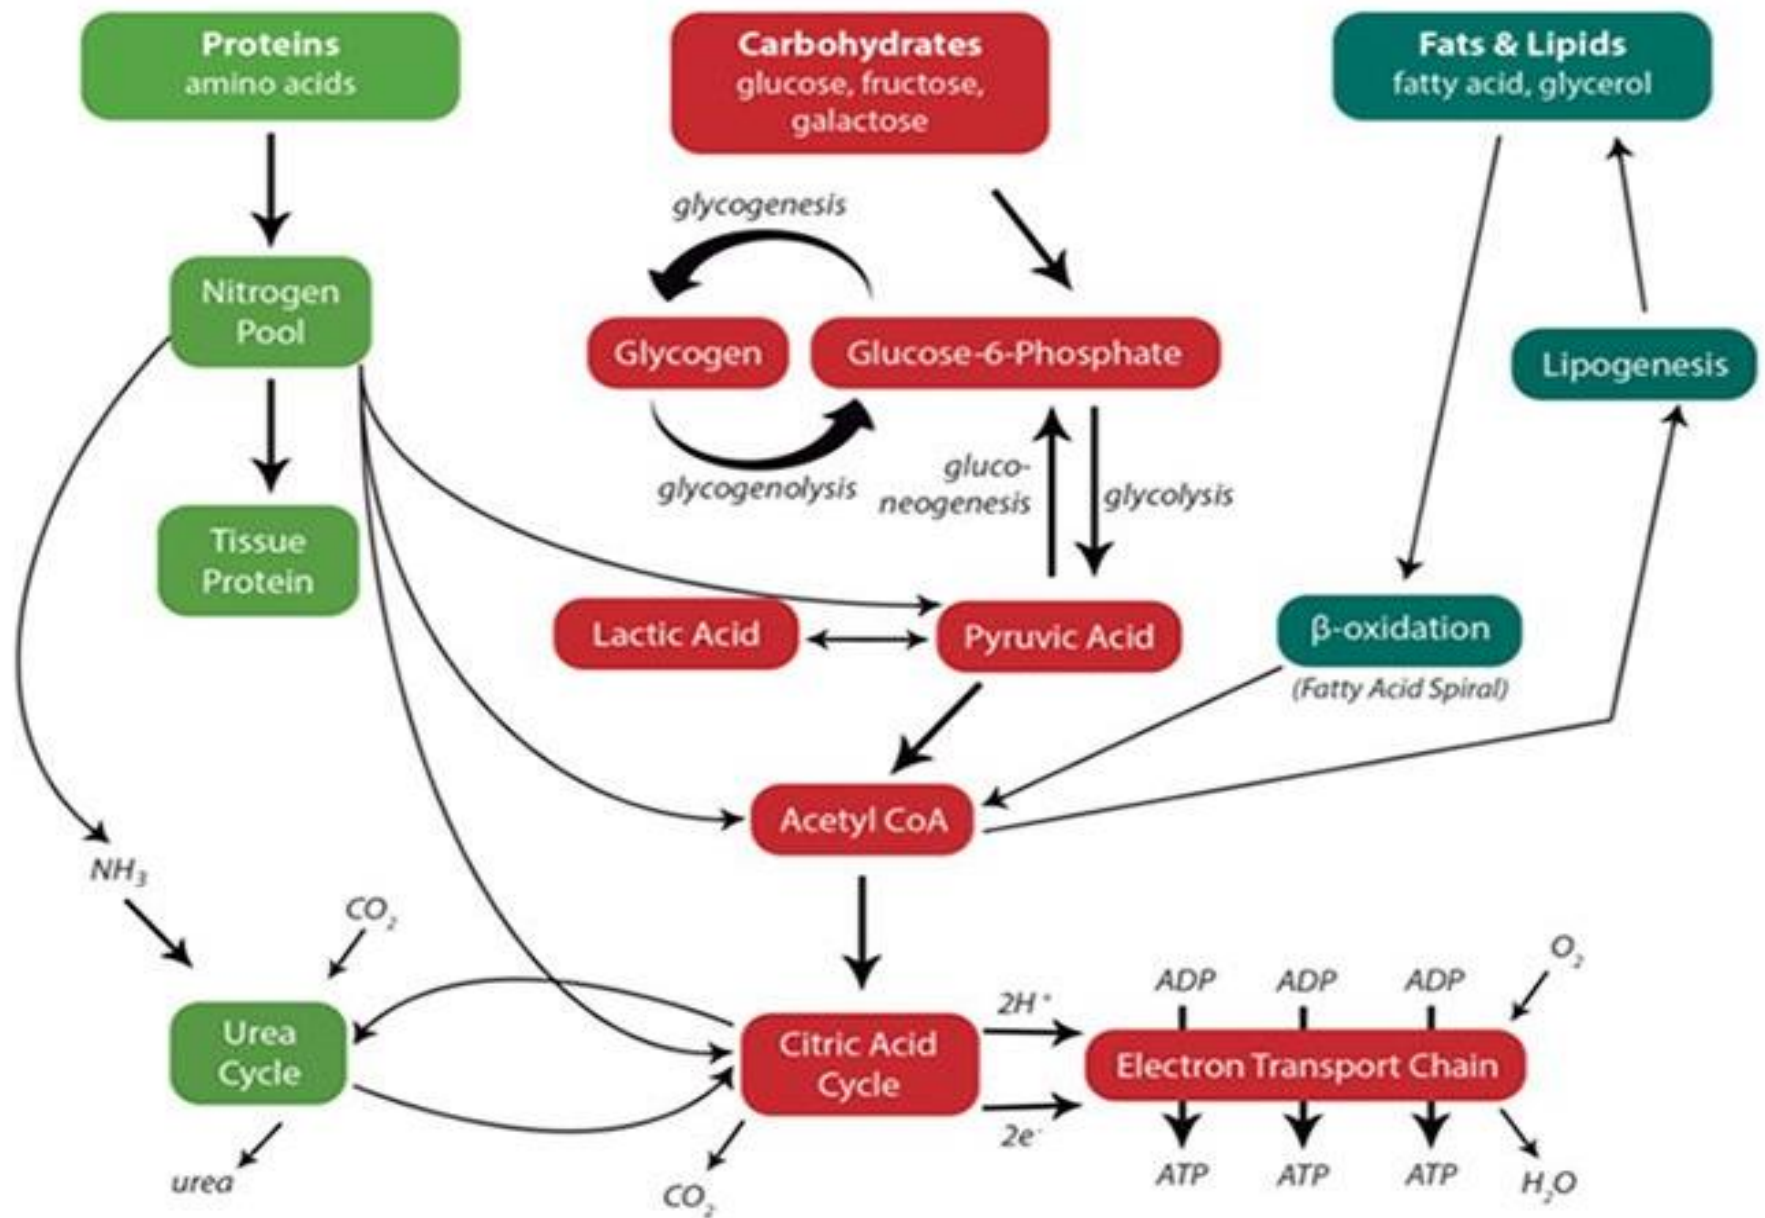 Proteins
amino acids
Carbohydrates
glucose, fructose,
galactose
Fats & Lipids
fatty acid, glycerol
glycogenesis
Nitrogen
Pool
Glycogen
Glucose-6-Phosphate
Lipogenesis
glycogenolysis
gluco-
neogenesis
glycolysis
Tissue
Protein
Lactic Acid
Pyruvic Acid
β-oxidation
(Fatty Acid Spiral)
Acetyl CoA
NH₃
CO₂
Urea
Cycle
urea
Citric Acid
Cycle
CO₂
2H⁺
2e⁻
ADP
ADP
ADP
O₂
Electron Transport Chain
ATP
ATP
ATP
H₂O